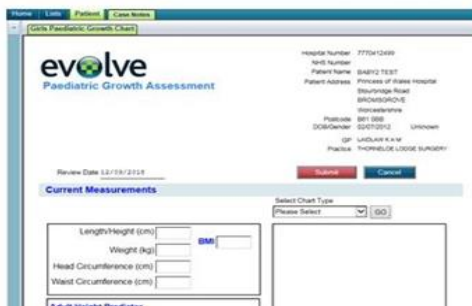 Home Lists Patient Case Notes
Girls Paediatric Growth Chart
evolve
Paediatric Growth Assessment
Hospital Number 7770412499
NHS Number
Patient Name BABY2 TEST
Patient Address Princess of Wales Hospital
Stourbridge Road
BROMSGROVE
Worcestershire
Postcode B61 0BB
DOB/Gender 02/07/2012 Unknown
GP LAIDLAW K A M
Practice THORNELOE LODGE SURGERY
Review Date 12/09/2016
Submit Cancel
Current Measurements
Select Chart Type
Please Select GO
Length/Height (cm)
BMI
Weight (kg)
Head Circumference (cm)
Waist Circumference (cm)
Adult Height Predictor